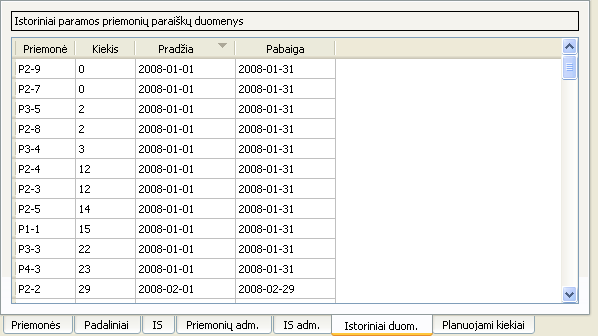 Istoriniai paramos priemonių paraiškų duomenys
Priemonė Kiekis Pradžia Pabaiga
P2-9 0 2008-01-01 2008-01-31
P2-7 0 2008-01-01 2008-01-31
P3-5 2 2008-01-01 2008-01-31
P2-8 2 2008-01-01 2008-01-31
P3-4 3 2008-01-01 2008-01-31
P2-4 12 2008-01-01 2008-01-31
P2-3 12 2008-01-01 2008-01-31
P2-5 14 2008-01-01 2008-01-31
P1-1 15 2008-01-01 2008-01-31
P3-3 22 2008-01-01 2008-01-31
P4-3 23 2008-01-01 2008-01-31
P2-2 29 2008-02-01 2008-02-29
Priemonės Padaliniai IS Priemonių adm. IS adm. Istoriniai duom. Planuojami kiekiai